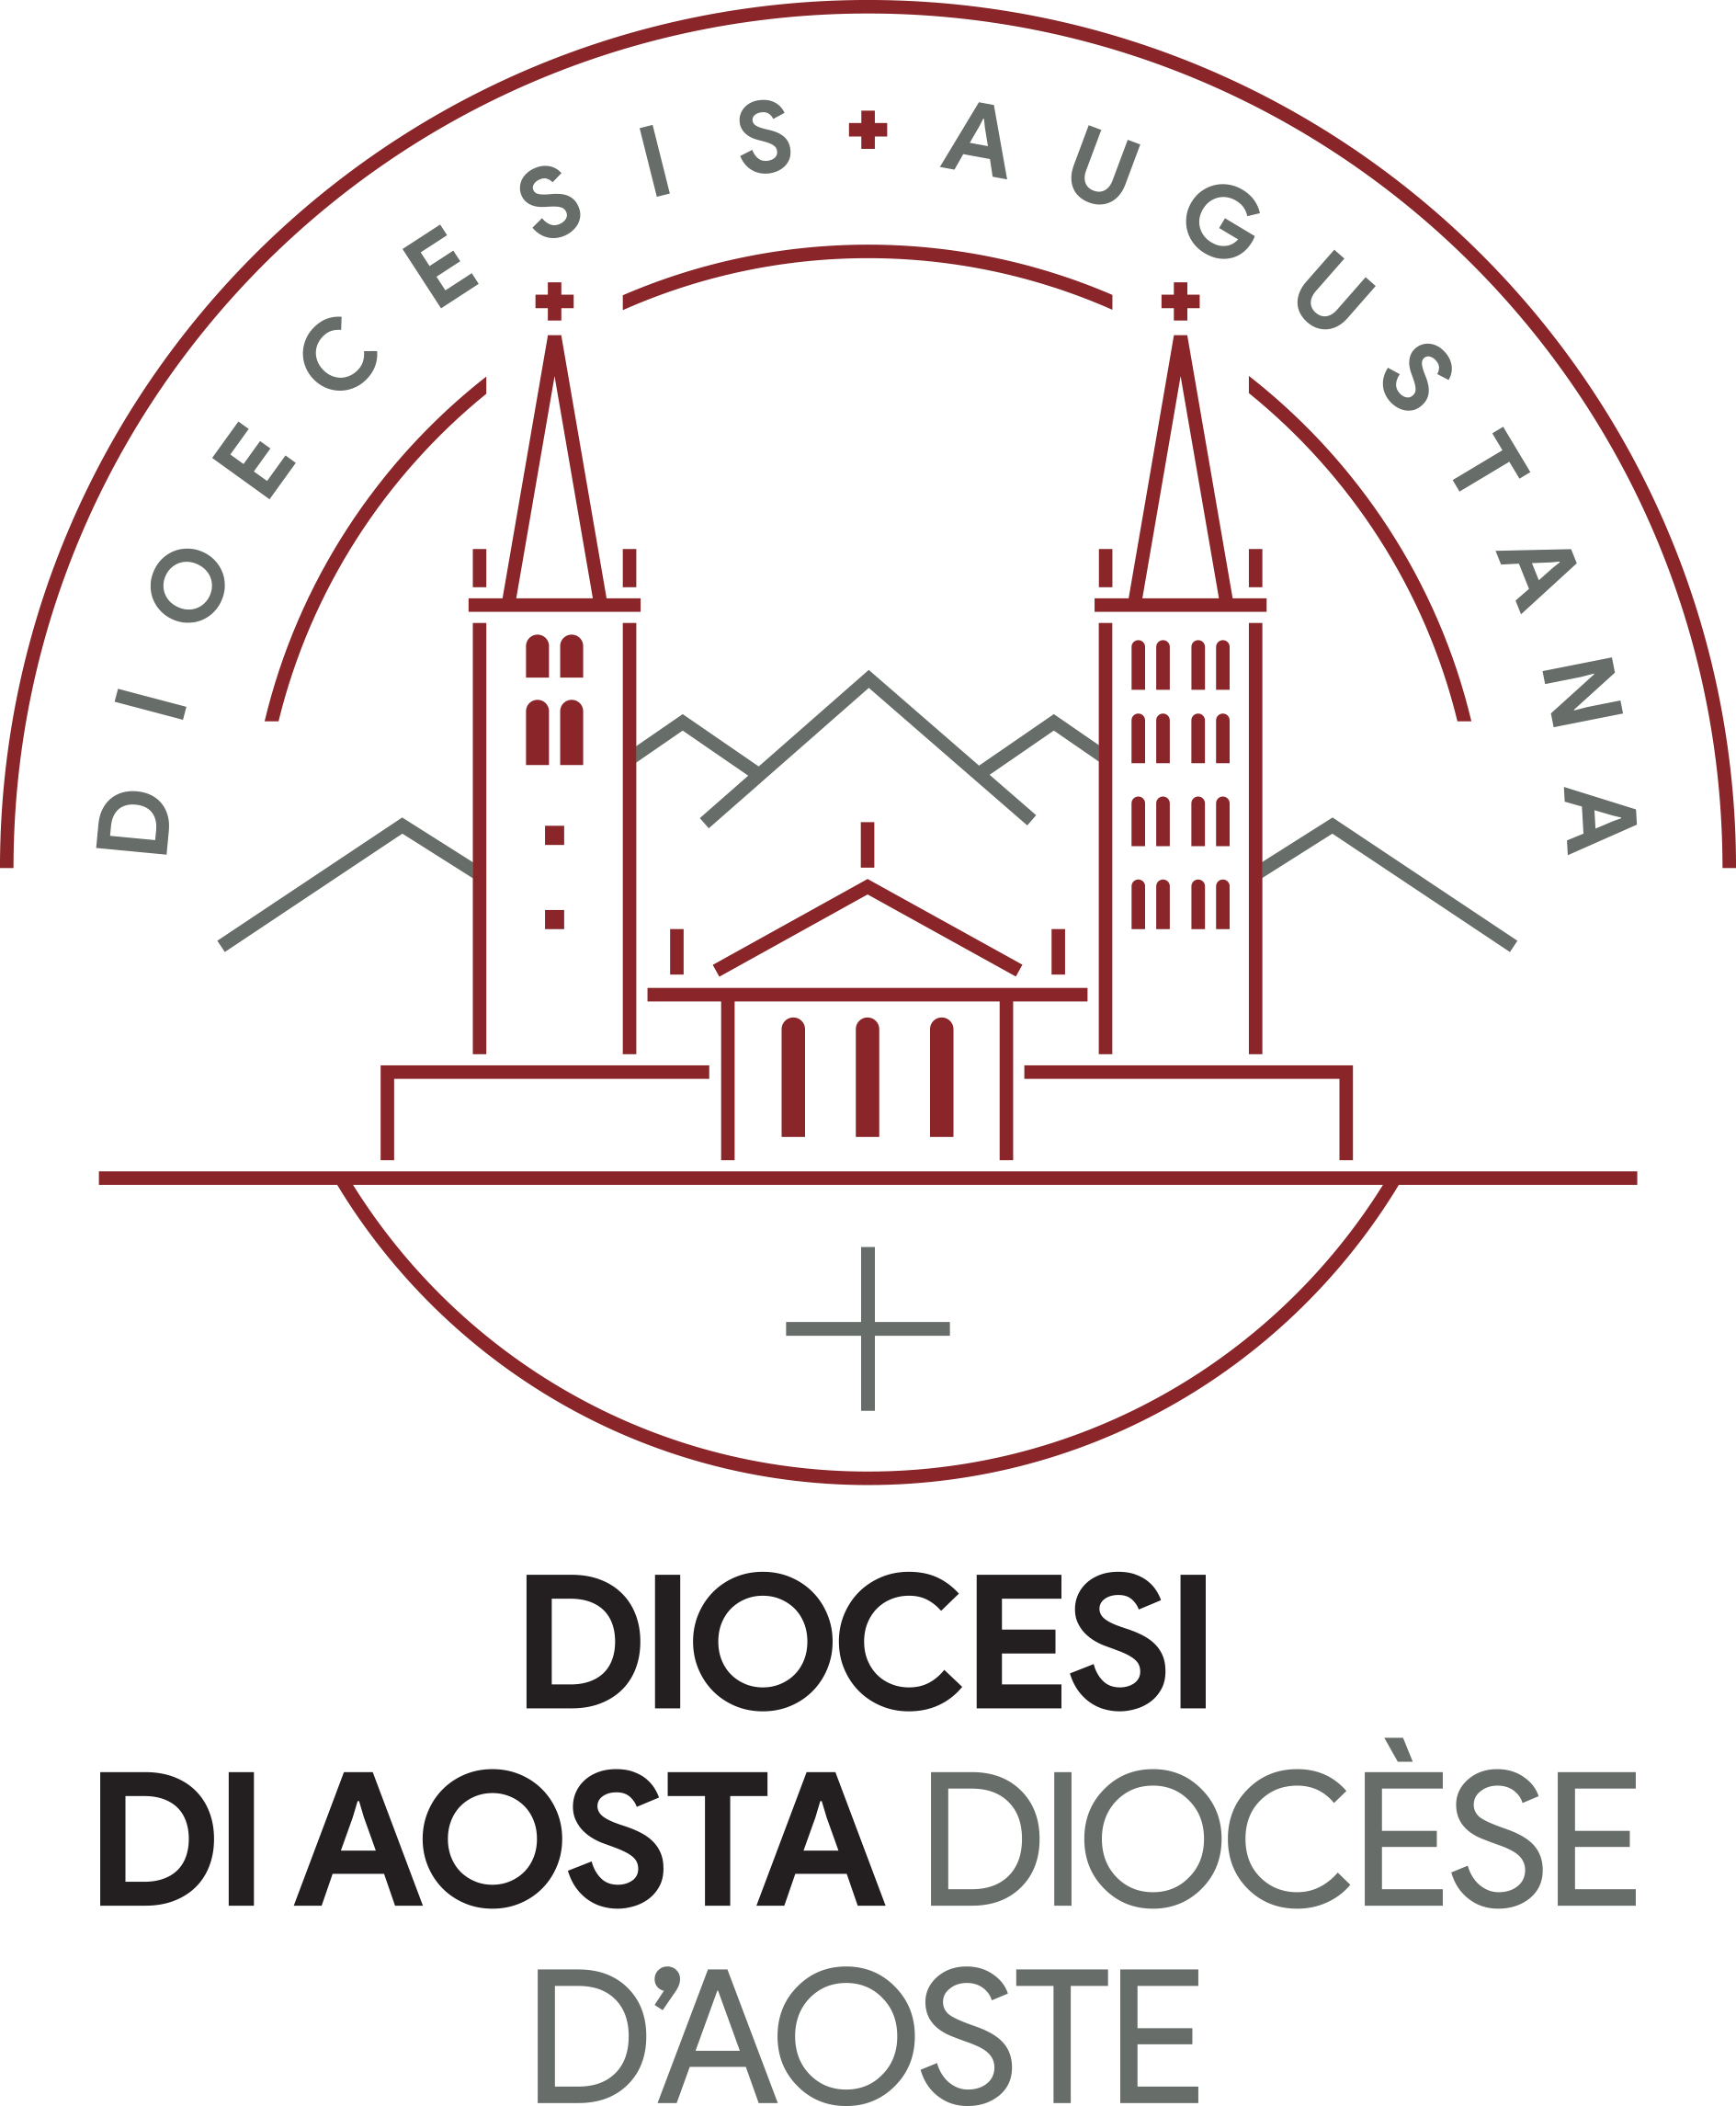 DIOECESIS + AUGUSTANA
DIOCESI
DI AOSTA DIOCÈSE
D’AOSTE